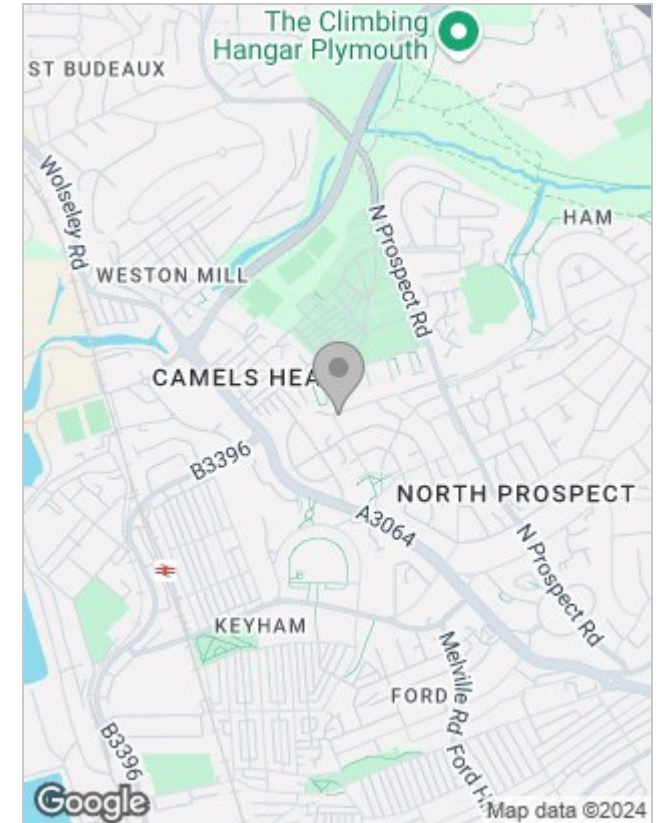 The Climbing
Hangar Plymouth
ST BUDEAUX
Wolseley Rd
N Prospect Rd
HAM
WESTON MILL
CAMELS HEA
B3396
NORTH PROSPECT
A3064
N Prospect Rd
KEYHAM
Melville Rd
FORD
B3396
Ford H
Google
Map data ©2024